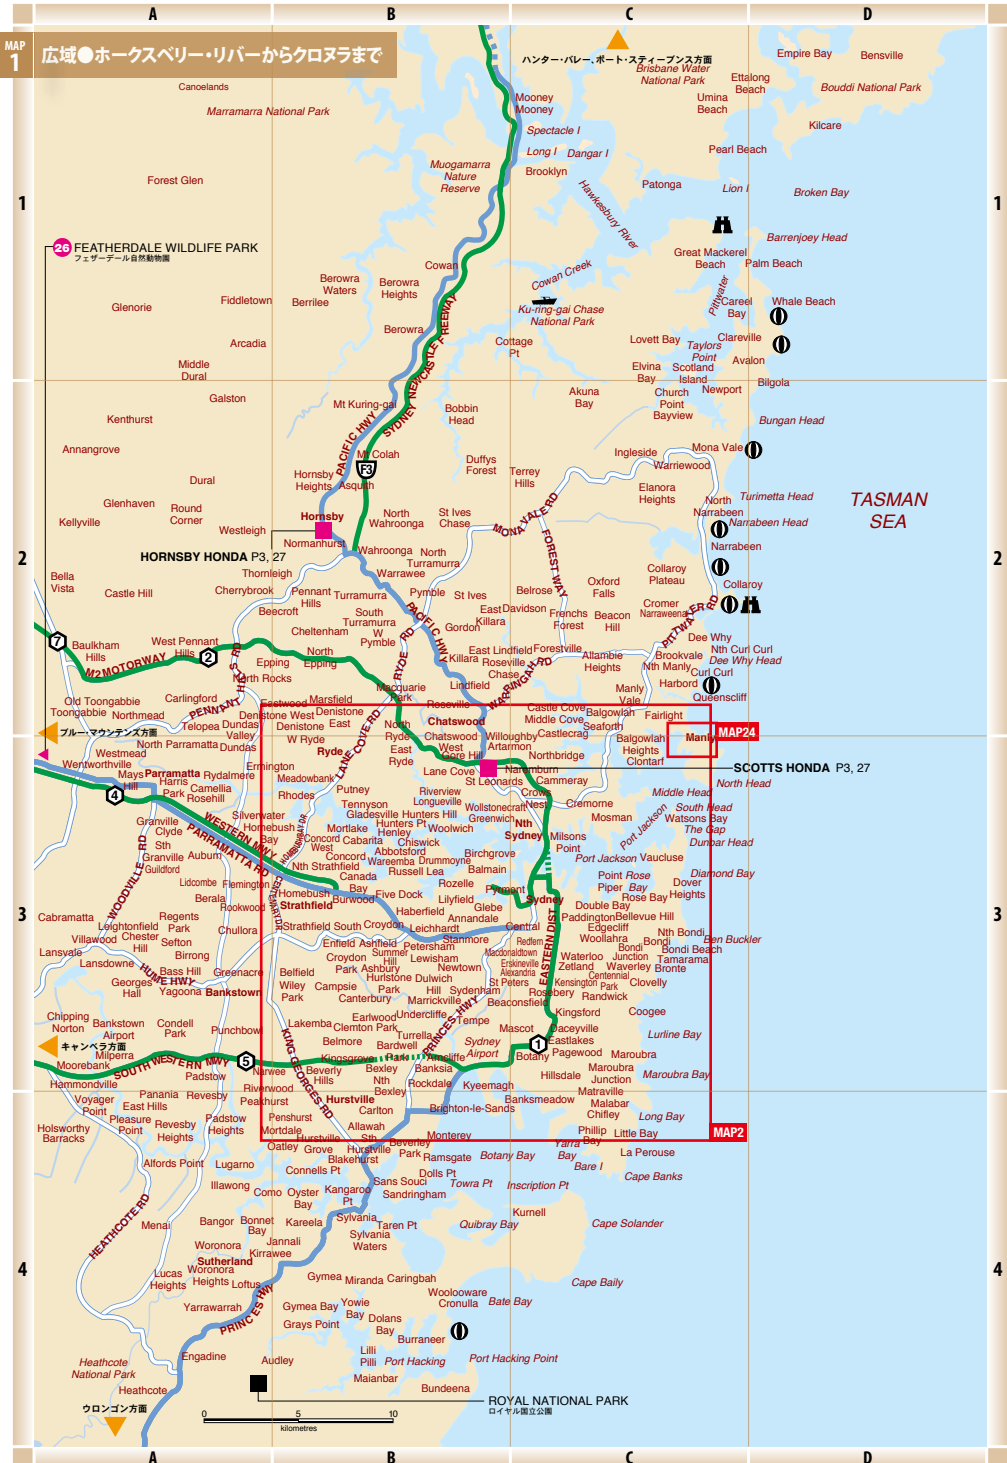 A
B
C
D
MAP
1
広域●ホークスベリー・リバーからクロヌラまで
ハンター・バレー、ポート・スティーブンス方面
Brisbane Water
National Park
Empire Bay
Bensville
Ettalong
Beach
Bouddi National Park
Umina
Beach
Kilcare
Canoelands
Marramarra National Park
Mooney
Mooney
Spectacle I
Long I
Dangar I
Brooklyn
Pearl Beach
Muogamarra
Nature
Reserve
Forest Glen
Patonga
Lion I
Broken Bay
Hawkesbury River
1
1
26
FEATHERDALE WILDLIFE PARK
フェザーデール自然動物園
Barrenjoey Head
Great Mackerel
Beach
Palm Beach
Cowan
Cowan Creek
Berowra
Waters
Berowra
Heights
Pittwater
Glenorie
Fiddletown
Berrilee
Ku-ring-gai Chase
National Park
Careel
Bay
Whale Beach
Berowra
SYDNEY NEWCASTLE FREEWAY
Arcadia
Cottage
Pt
Lovett Bay
Taylors
Point
Clareville
Avalon
Middle
Dural
Elvina
Bay
Scotland
Island
Bilgola
Galston
Akuna
Bay
Church
Point
Newport
Mt Kuring-gai
Bobbin
Head
Bayview
Kenthurst
PACIFIC HWY
Bungan Head
Annangrove
Mt Colah
F3
Duffys
Forest
Ingleside
Mona Vale
Warriewood
Dural
Hornsby
Heights
Asquith
Terrey
Hills
Elanora
Heights
Glenhaven
Round
Corner
North
Narrabeen
Turimetta Head
TASMAN
SEA
Kellyville
Westleigh
Hornsby
North
Wahroonga
St Ives
Chase
MONA VALE RD
Narrabeen Head
Normanhurst
Narrabeen
HORNSBY HONDA P3, 27
Wahroonga
North
Turramurra
FOREST WAY
2
2
Thornleigh
Warrawee
Bella
Vista
Castle Hill
Cherrybrook
Pennant
Hills
Turramurra
Pymble
St Ives
Belrose
Oxford
Falls
Collaroy
Plateau
Collaroy
Beecroft
South
Turramurra
PACIFIC HWY
East
Killara
Davidson
Frenchs
Forest
Beacon
Hill
Cromer
Narraweena
PITTWATER RD
7
Baulkham
Hills
West Pennant
Hills
Cheltenham
W
Pymble
Gordon
Dee Why
Nth Curl Curl
Dee Why Head
2
M2 MOTORWAY
Epping
North
Epping
RYDE RD
Killara
East Lindfield
Roseville
Chase
Forestville
WARRINGAH RD
Allambie
Heights
Brookvale
Nth Manly
Curl Curl
Harbord
North Rocks
PENNANT HILLS RD
Macquarie
Park
Lindfield
Manly
Vale
Queenscliff
Old Toongabbie
Toongabbie
Carlingford
Northmead
Eastwood
Marsfield
Roseville
Castle Cove
Balgowlah
Fairlight
Denistone West
Denistone
East
Middle Cove
Seaforth
Telopea
Dundas
Valley
Denistone
North
Ryde
Chatswood
Castlecrag
Manly
MAP24
ブルー・マウンテンズ方面
North Parramatta
Dundas
W Ryde
LANE COVE RD
Chatswood
West
Willoughby
Artarmon
Balgowlah
Heights
Clontarf
Westmead
Wentworthville
Ryde
East
Ryde
Gore Hill
Northbridge
SCOTTS HONDA P3, 27
Ermington
Lane Cove
Naremburn
St Leonards
Cammeray
North Head
Mays
Hill
Parramatta
Harris
Park
Rydalmere
Meadowbank
4
Camellia
Rosehill
Rhodes
Putney
Riverview
Longueville
Crows
Nest
Cremorne
Middle Head
South Head
Tennyson
Gladesville
Hunters Hill
Wollstonecraft
Greenwich
Mosman
Watsons Bay
Granville
Silverwater
Homebush
Bay
HOMEBUSH BAY DR
Mortlake
Hunters Pt
Henley
Woolwich
Nth
Sydney
Milsons
Point
Port Jackson
The Gap
Clyde
WESTERN MWY
Concord
West
Cabarita
Chiswick
Dunbar Head
Sth
Granville
Auburn
PARRAMATTA RD
Concord
Abbotsford
Wareemba
Drummoyne
Birchgrove
Port Jackson
Vaucluse
WOODVILLE RD
Guildford
Nth Strathfield
Russell Lea
Balmain
Diamond Bay
Lidcombe
Flemington
Canada
Bay
Point
Piper
Rose
Bay
Dover
Heights
CENTENARY DR
Homebush
Burwood
Five Dock
Rozelle
Pyrmont
Berala
Rookwood
Strathfield
Haberfield
Lilyfield
Glebe
Sydney
Double Bay
Rose Bay
3
3
Cabramatta
Regents
Park
Annandale
Paddington
Bellevue Hill
Leightonfield
Chullora
Strathfield South
Croydon
Leichhardt
Central
EASTERN DIST
Edgecliff
Woollahra
Nth Bondi
Villawood
Chester
Hill
Sefton
Enfield
Ashfield
Stanmore
Petersham
Redfern
Bondi
Ben Buckler
Lansvale
Birrong
Croydon
Park
Summer
Hill
Lewisham
Macdonaldtown
Erskineville
Waterloo
Bondi
Junction
Bondi Beach
Tamarama
Lansdowne
HUME HWY
Bass Hill
Greenacre
Belfield
Ashbury
Newtown
Alexandria
Zetland
Waverley
Bronte
Georges
Hall
Yagoona
Bankstown
Wiley
Park
Campsie
Hurlstone
Park
Dulwich
Hill
Sydenham
St Peters
Kensington
Centennial
Park
Clovelly
Canterbury
Marrickville
Beaconsfield
Rosebery
Randwick
Chipping
Norton
Bankstown
Airport
Condell
Park
Punchbowl
Lakemba
Earlwood
Undercliffe
PRINCES HWY
Kingsford
Coogee
Clemton Park
Tempe
Mascot
Daceyville
キャンベラ方面
Milperra
Belmore
Turrella
Bardwell
Park
Sydney
Airport
1
Eastlakes
Lurline Bay
Moorebank
SOUTH WESTERN MWY
5
Kingsgrove
Arncliffe
Banksia
Botany
Pagewood
Maroubra
Hammondville
Padstow
Narwee
KING GEORGES RD
Beverly
Hills
Bexley
Hillsdale
Maroubra
Junction
Maroubra Bay
Voyager
Point
Panania
Revesby
Riverwood
Peakhurst
Nth
Bexley
Rockdale
Kyeemagh
Banksmeadow
Matraville
East Hills
Hurstville
Carlton
Brighton-le-Sands
Malabar
Chifley
Long Bay
Holsworthy
Barracks
Pleasure
Point
Revesby
Heights
Padstow
Heights
Penshurst
Mortdale
Allawah
Phillip
Bay
Little Bay
MAP2
Oatley
Hurstville
Grove
Sth
Hurstville
Beverley
Park
Monterey
Yarra
Bay
La Perouse
Alfords Point
Lugarno
Blakehurst
Ramsgate
Botany Bay
Bare I
Connells Pt
Dolls Pt
Cape Banks
HEATHCOTE RD
Illawong
Como
Oyster
Bay
Kangaroo
Pt
Sans Souci
Sandringham
Towra Pt
Inscription Pt
Menai
Bangor
Bonnet
Bay
Kareela
Sylvania
Taren Pt
Quibray Bay
Kurnell
Cape Solander
Woronora
Jannali
Kirrawee
Sylvania
Waters
4
4
Lucas
Heights
Sutherland
Woronora
Heights
Loftus
Gymea
Miranda
Caringbah
Cape Baily
Yarrawarrah
PRINCES HWY
Gymea Bay
Yowie
Bay
Woolooware
Cronulla
Bate Bay
Grays Point
Dolans
Bay
Burraneer
Heathcote
National Park
Engadine
Audley
Lilli
Pilli
Port Hacking
Port Hacking Point
Maianbar
Heathcote
Bundeena
ウロンゴン方面
ROYAL NATIONAL PARK
ロイヤル国立公園
0
5
10
kilometres
A
B
C
D